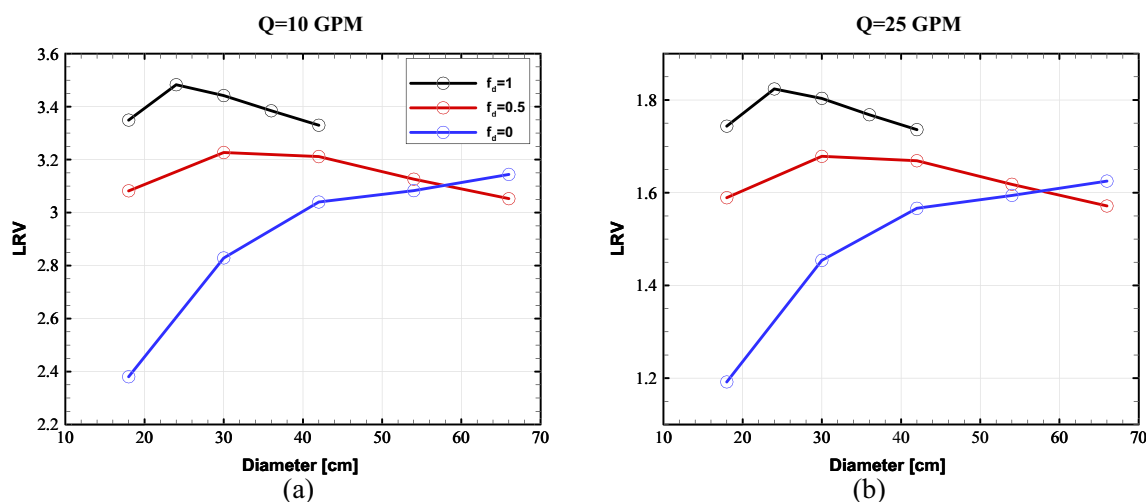 Q=10 GPM
3.6
3.4
3.2
3
2.8
2.6
2.4
2.2
LRV
f_d=1
f_d=0.5
f_d=0
10 20 30 40 50 60 70
Diameter [cm]
(a)
Q=25 GPM
1.8
1.6
1.4
1.2
LRV
10 20 30 40 50 60 70
Diameter [cm]
(b)